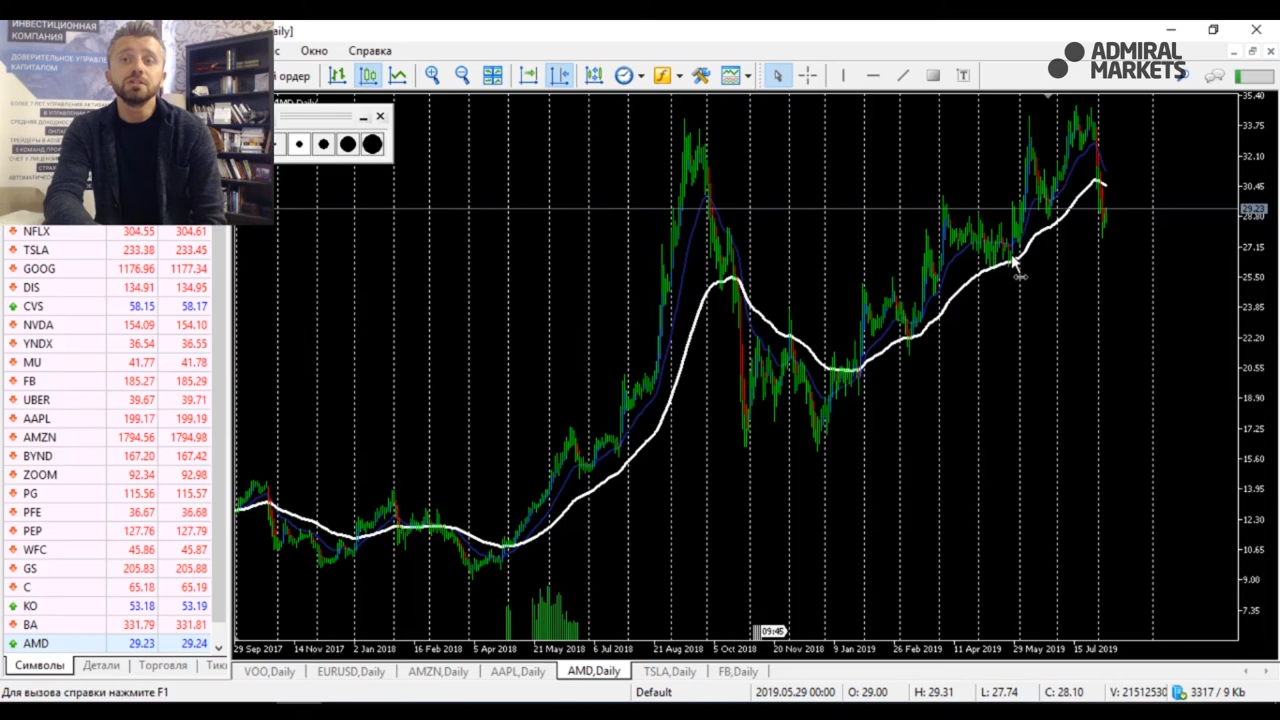 ИНВЕСТИЦИОННАЯ
КОМПАНИЯ
КАПИТАЛОМ
aily]
Окно Справка
ADMIRAL
MARKETS
й ордер
AMD,Daily
NFLX 304.55 304.61
TSLA 233.38 233.45
GOOG 1176.96 1177.34
DIS 134.91 134.95
CVS 58.15 58.17
NVDA 154.09 154.10
YNDX 36.54 36.55
MU 41.77 41.78
FB 185.27 185.29
UBER 39.67 39.71
AAPL 199.17 199.19
AMZN 1794.56 1794.98
BYND 167.20 167.42
ZOOM 92.34 92.98
PG 115.56 115.57
PFE 36.67 36.68
PEP 127.76 127.79
WFC 45.86 45.87
GS 205.83 205.88
C 65.18 65.19
KO 53.18 53.19
BA 331.79 331.81
AMD 29.23 29.24
Символы Детали Торговля Тик
35.40
33.75
32.10
30.45
29.23
28.80
27.15
25.50
23.85
22.20
20.55
18.90
17.25
15.60
13.95
12.30
10.65
9.00
7.35
09:45
29 Sep 2017 14 Nov 2017 2 Jan 2018 16 Feb 2018 5 Apr 2018 21 May 2018 6 Jul 2018 21 Aug 2018 5 Oct 2018 20 Nov 2018 9 Jan 2019 26 Feb 2019 11 Apr 2019 29 May 2019 15 Jul 2019
VOO,Daily EURUSD,Daily AMZN,Daily AAPL,Daily AMD,Daily TSLA,Daily FB,Daily
Для вызова справки нажмите F1 Default 2019.05.29 00:00 O: 29.00 H: 29.31 L: 27.74 C: 28.10 V: 21512530 3317 / 9 Kb